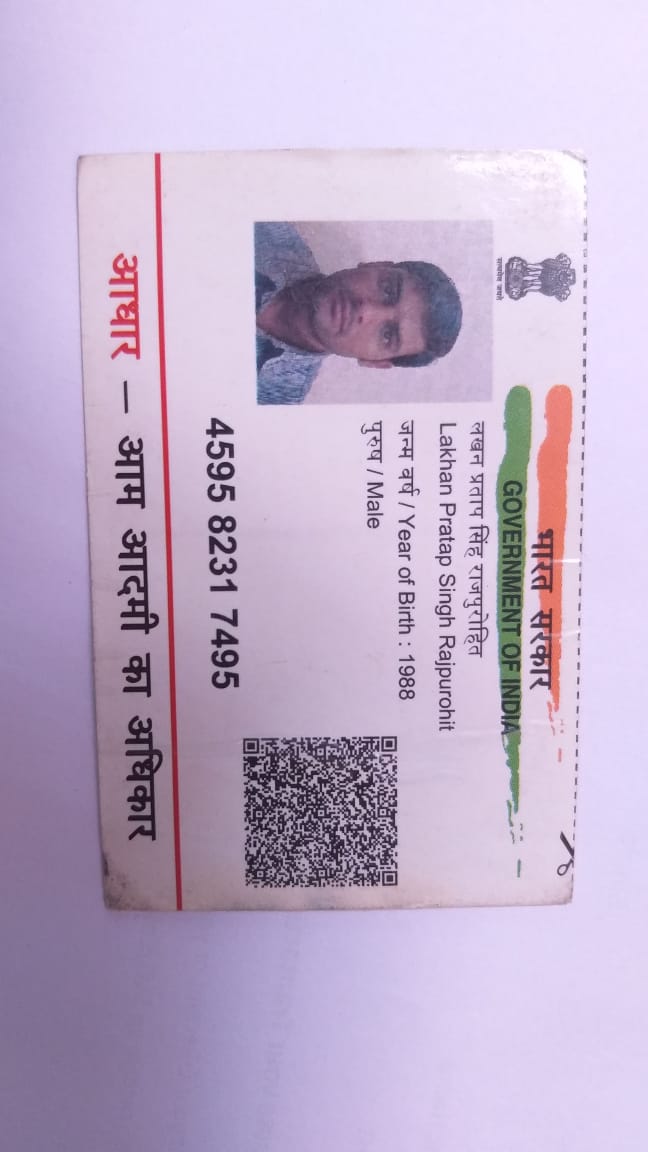 भारत सरकार
GOVERNMENT OF INDIA
सत्यमेव जयते
लखन प्रताप सिंह राजपुरोहित
Lakhan Pratap Singh Rajpurohit
जन्म वर्ष / Year of Birth : 1988
पुरुष / Male
4595 8231 7495
आधार – आम आदमी का अधिकार